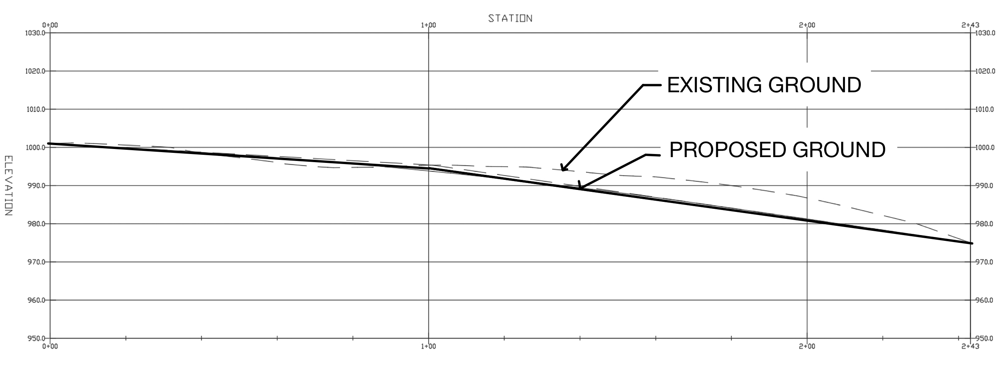 STATION
0+00 1+00 2+00 2+43
1030.0 1030.0
1020.0 1020.0
EXISTING GROUND
1010.0 1010.0
1000.0 1000.0
PROPOSED GROUND
ELEVATION
990.0 990.0
980.0 980.0
970.0 970.0
960.0 960.0
950.0 950.0
0+00 1+00 2+00 2+43